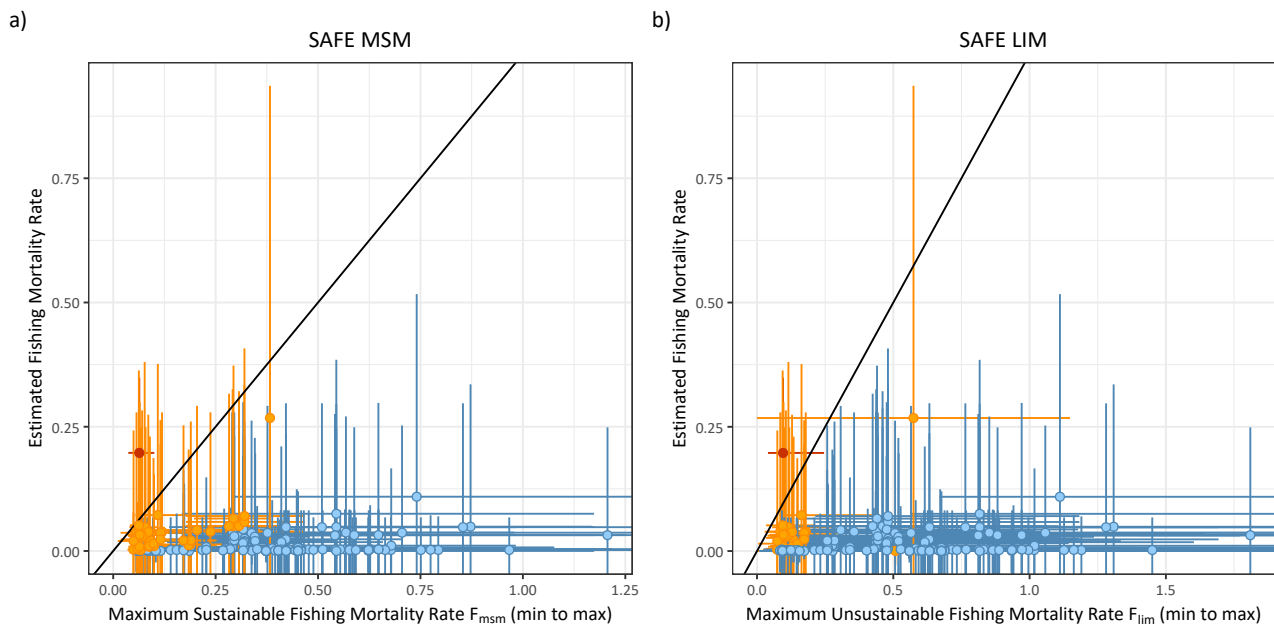 a)
SAFE MSM
Estimated Fishing Mortality Rate
0.75
0.50
0.25
0.00
0.00 0.25 0.50 0.75 1.00 1.25
Maximum Sustainable Fishing Mortality Rate Fmsm (min to max)
b)
SAFE LIM
Estimated Fishing Mortality Rate
0.75
0.50
0.25
0.00
0.0 0.5 1.0 1.5
Maximum Unsustainable Fishing Mortality Rate Flim (min to max)